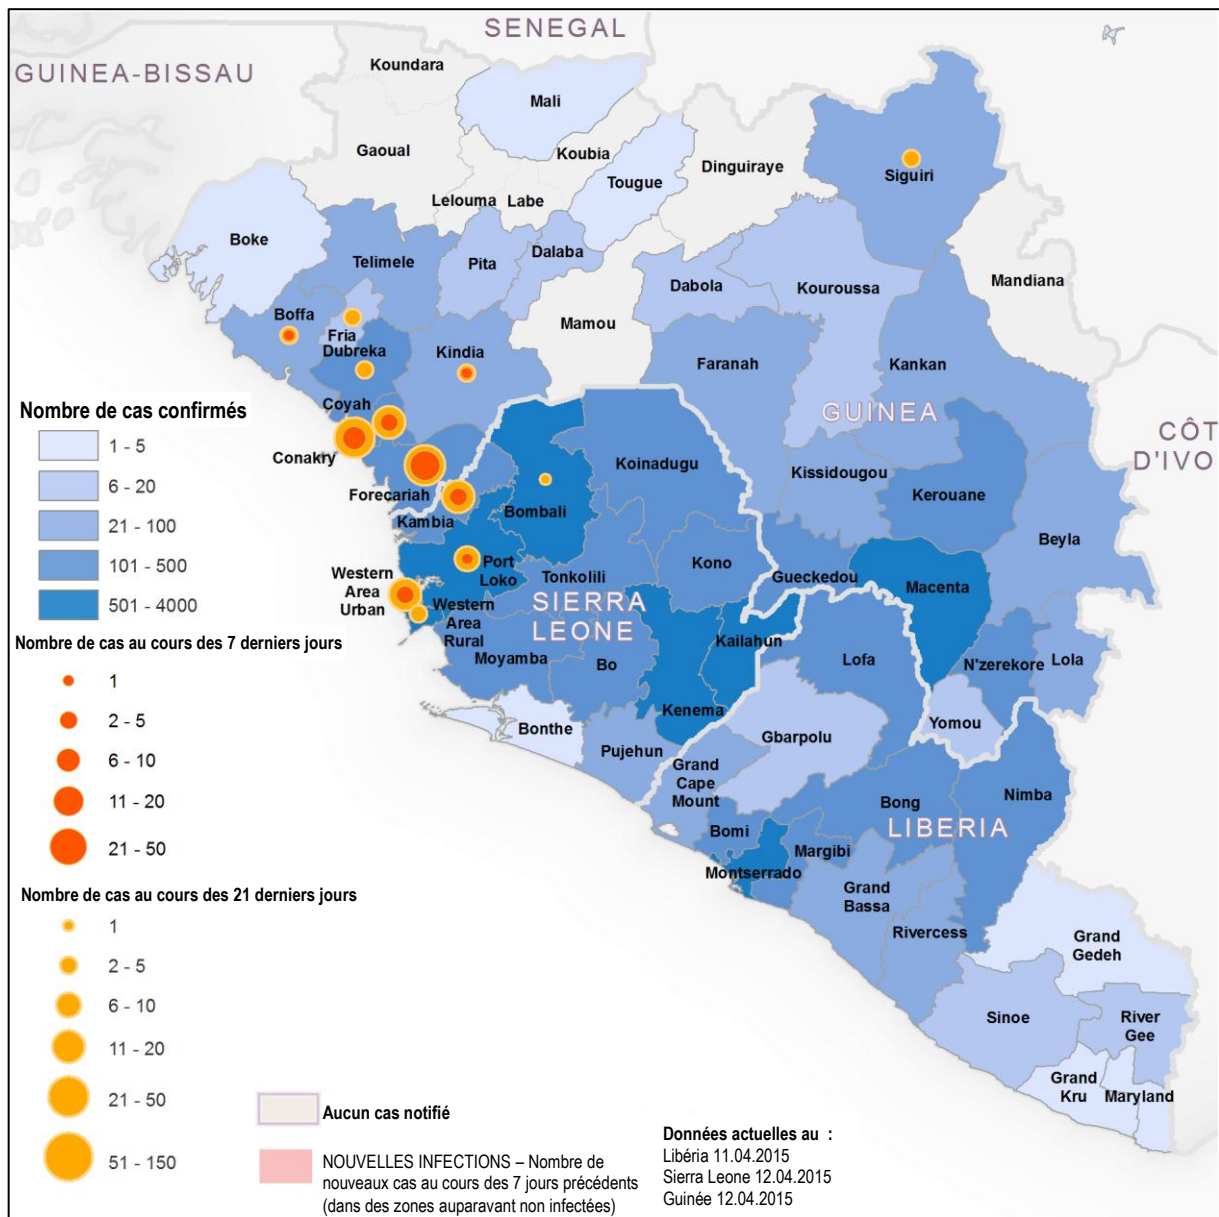 SENEGAL
GUINEA-BISSAU
Koundara
Mali
Gaoual
Koubia
Dinguiraye
Siguiri
Tougue
Lelouma
Labe
Boke
Telimele
Pita
Dalaba
Mandiana
Dabola
Kouroussa
Boffa
Mamou
Fria
Dubreka
Kindia
Faranah
Kankan
Coyah
GUINEA
CÔT
D'IVO
Conakry
Koinadugu
Kissidougou
Kerouane
Forecariah
Bombali
Kambia
Beyla
Port
Loko
Kono
Gueckedou
Macenta
Tonkolili
Western
Area
Urban
SIERRA
LEONE
Western
Area
Rural
Kailahun
Moyamba
Bo
Lofa
N'zerekore
Lola
Kenema
Yomou
Bonthe
Pujehun
Gbarpolu
Grand
Cape
Mount
Nimba
Bong
LIBERIA
Bomi
Margibi
Montserrado
Grand
Bassa
Rivercess
Grand
Gedeh
Sinoe
River
Gee
Grand
Kru
Maryland
Nombre de cas confirmés
1 - 5
6 - 20
21 - 100
101 - 500
501 - 4000
Nombre de cas au cours des 7 derniers jours
1
2 - 5
6 - 10
11 - 20
21 - 50
Nombre de cas au cours des 21 derniers jours
1
2 - 5
6 - 10
11 - 20
21 - 50
51 - 150
Aucun cas notifié
NOUVELLES INFECTIONS – Nombre de
nouveaux cas au cours des 7 jours précédents
(dans des zones auparavant non infectées)
Données actuelles au :
Libéria 11.04.2015
Sierra Leone 12.04.2015
Guinée 12.04.2015